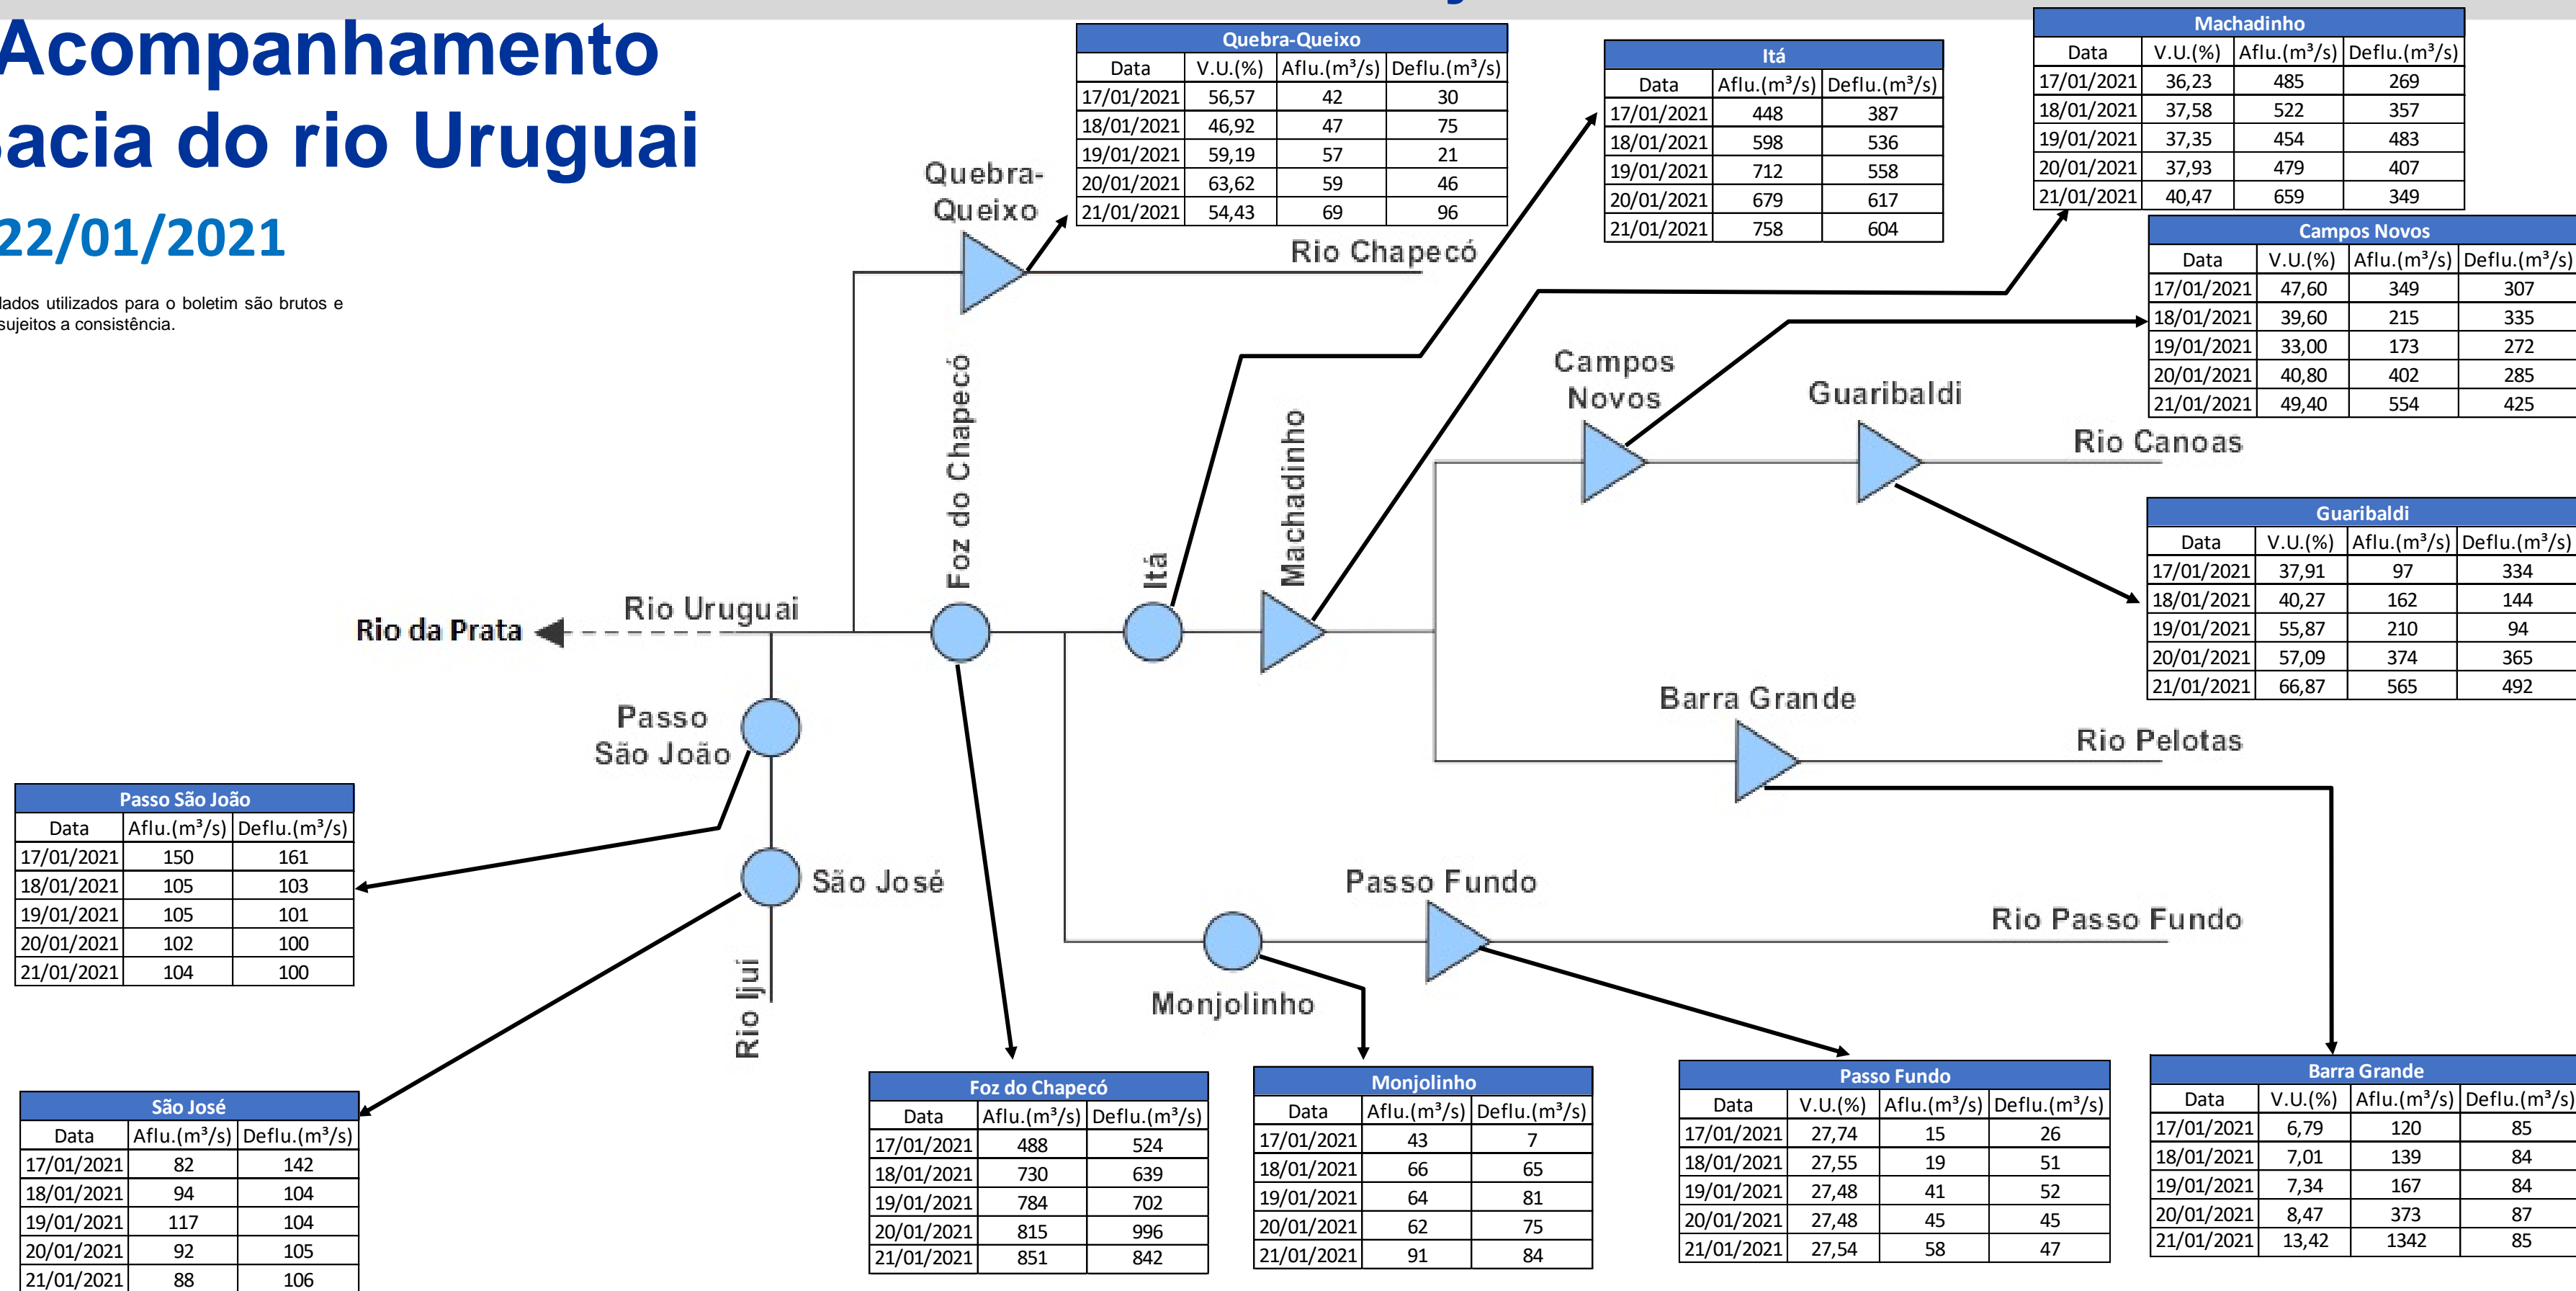 Acompanhamento
Bacia do rio Uruguai
22/01/2021
dados utilizados para o boletim são brutos e
sujeitos a consistência.
Quebra-Queixo
Data V.U.(%) Aflu.(m³/s) Deflu.(m³/s)
17/01/2021 56,57 42 30
18/01/2021 46,92 47 75
19/01/2021 59,19 57 21
20/01/2021 63,62 59 46
21/01/2021 54,43 69 96
Itá
Data Aflu.(m³/s) Deflu.(m³/s)
17/01/2021 448 387
18/01/2021 598 536
19/01/2021 712 558
20/01/2021 679 617
21/01/2021 758 604
Machadinho
Data V.U.(%) Aflu.(m³/s) Deflu.(m³/s)
17/01/2021 36,23 485 269
18/01/2021 37,58 522 357
19/01/2021 37,35 454 483
20/01/2021 37,93 479 407
21/01/2021 40,47 659 349
Campos Novos
Data V.U.(%) Aflu.(m³/s) Deflu.(m³/s)
17/01/2021 47,60 349 307
18/01/2021 39,60 215 335
19/01/2021 33,00 173 272
20/01/2021 40,80 402 285
21/01/2021 49,40 554 425
Quebra-
Queixo
Rio Chapecó
Foz do Chapecó
Itá
Machadinho
Campos
Novos
Guaribaldi
Rio Canoas
Guaribaldi
Data V.U.(%) Aflu.(m³/s) Deflu.(m³/s)
17/01/2021 37,91 97 334
18/01/2021 40,27 162 144
19/01/2021 55,87 210 94
20/01/2021 57,09 374 365
21/01/2021 66,87 565 492
Rio da Prata
Rio Uruguai
Passo
São João
Barra Grande
Rio Pelotas
Passo São João
Data Aflu.(m³/s) Deflu.(m³/s)
17/01/2021 150 161
18/01/2021 105 103
19/01/2021 105 101
20/01/2021 102 100
21/01/2021 104 100
São José
Passo Fundo
Rio Passo Fundo
Monjolinho
Rio Ijuí
São José
Data Aflu.(m³/s) Deflu.(m³/s)
17/01/2021 82 142
18/01/2021 94 104
19/01/2021 117 104
20/01/2021 92 105
21/01/2021 88 106
Foz do Chapecó
Data Aflu.(m³/s) Deflu.(m³/s)
17/01/2021 488 524
18/01/2021 730 639
19/01/2021 784 702
20/01/2021 815 996
21/01/2021 851 842
Monjolinho
Data Aflu.(m³/s) Deflu.(m³/s)
17/01/2021 43 7
18/01/2021 66 65
19/01/2021 64 81
20/01/2021 62 75
21/01/2021 91 84
Passo Fundo
Data V.U.(%) Aflu.(m³/s) Deflu.(m³/s)
17/01/2021 27,74 15 26
18/01/2021 27,55 19 51
19/01/2021 27,48 41 52
20/01/2021 27,48 45 45
21/01/2021 27,54 58 47
Barra Grande
Data V.U.(%) Aflu.(m³/s) Deflu.(m³/s)
17/01/2021 6,79 120 85
18/01/2021 7,01 139 84
19/01/2021 7,34 167 84
20/01/2021 8,47 373 87
21/01/2021 13,42 1342 85